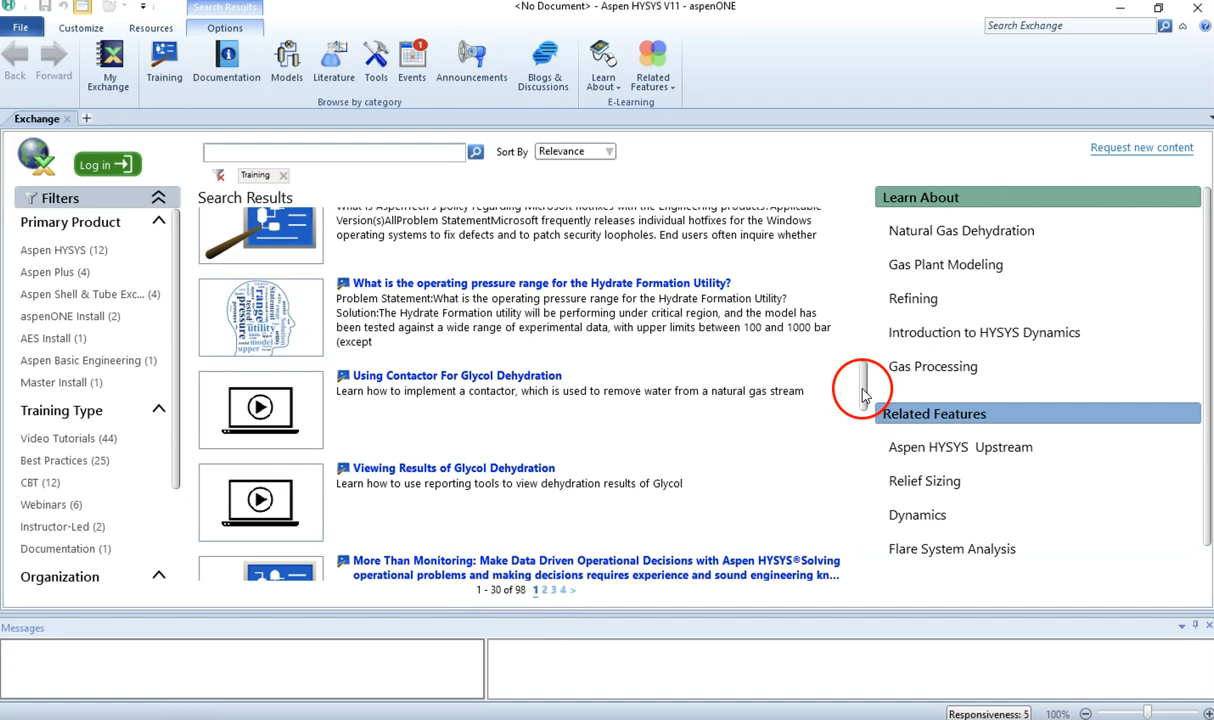 Search Results
<No Document> - Aspen HYSYS V11 - aspenONE
File
Customize
Resources
Options
Search Exchange
Back
Forward
My Exchange
Training
Documentation
Models
Literature
Tools
1
Events
Announcements
Blogs & Discussions
Learn About
Related Features
Browse by category
E-Learning
Exchange
Log in
Sort By
Relevance
Request new content
Training
Filters
Primary Product
Aspen HYSYS (12)
Aspen Plus (4)
Aspen Shell & Tube Exc... (4)
aspenONE Install (2)
AES Install (1)
Aspen Basic Engineering (1)
Master Install (1)
Training Type
Video Tutorials (44)
Best Practices (25)
CBT (12)
Webinars (6)
Instructor-Led (2)
Documentation (1)
Organization
Search Results
What is AspenTech's policy regarding Microsoft hotfixes with the Engineering products?Applicable
Version(s)AllProblem StatementMicrosoft frequently releases individual hotfixes for the Windows
operating systems to fix defects and to patch security loopholes. End users often inquire whether
What is the operating pressure range for the Hydrate Formation Utility?
Problem Statement:What is the operating pressure range for the Hydrate Formation Utility?
Solution:The Hydrate Formation utility will be performing under critical region, and the model has
been tested against a wide range of experimental data, with upper limits between 100 and 1000 bar
(except
Using Contactor For Glycol Dehydration
Learn how to implement a contactor, which is used to remove water from a natural gas stream
Viewing Results of Glycol Dehydration
Learn how to use reporting tools to view dehydration results of Glycol
More Than Monitoring: Make Data Driven Operational Decisions with Aspen HYSYS®Solving
operational problems and making decisions requires experience and sound engineering kn...
1 - 30 of 98 1 2 3 4 >
Learn About
Natural Gas Dehydration
Gas Plant Modeling
Refining
Introduction to HYSYS Dynamics
Gas Processing
Related Features
Aspen HYSYS Upstream
Relief Sizing
Dynamics
Flare System Analysis
Messages
Responsiveness: 5
100%